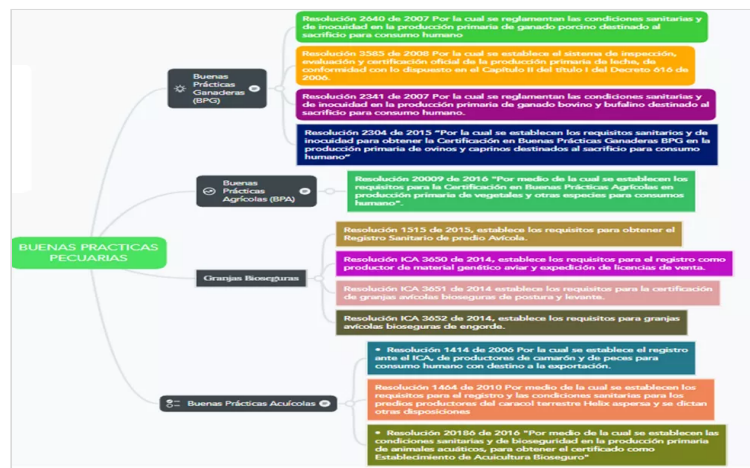 BUENAS PRACTICAS
PECUARIAS
Buenas
Prácticas
Ganaderas
(BPG)
Resolución 2640 de 2007 Por la cual se reglamentan las condiciones sanitarias y
de inocuidad en la producción primaria de ganado porcino destinado al
sacrificio para consumo humano
Resolución 3585 de 2008 Por la cual se establece el sistema de inspección,
evaluación y certificación oficial de la producción primaria de leche, de
conformidad con lo dispuesto en el Capítulo II del título I del Decreto 616 de
2006.
Resolución 2341 de 2007 Por la cual se reglamentan las condiciones sanitarias y
de inocuidad en la producción primaria de ganado bovino y bufalino destinado al
sacrificio para consumo humano.
Resolución 2304 de 2015 “Por la cual se establecen los requisitos sanitarios y de
inocuidad para obtener la Certificación en Buenas Prácticas Ganaderas BPG en la
producción primaria de ovinos y caprinos destinados al sacrificio para consumo
humano”
Buenas
Prácticas
Agrícolas (BPA)
Resolución 20009 de 2016 “Por medio de la cual se establecen los
requisitos para la Certificación en Buenas Prácticas Agrícolas en
producción primaria de vegetales y otras especies para consumos
humano”.
Granjas Bioseguras
Resolución 1515 de 2015, establece los requisitos para obtener el
Registro Sanitario de predio Avícola.
Resolución ICA 3650 de 2014, establece los requisitos para el registro como
productor de material genético aviar y expedición de licencias de venta.
Resolución ICA 3651 de 2014 establece los requisitos para la certificación
de granjas avícolas bioseguras de postura y levante.
Resolución ICA 3652 de 2014, establece los requisitos para granjas
avícolas bioseguras de engorde.
Buenas Prácticas Acuícolas
• Resolución 1414 de 2006 Por la cual se establece el registro
ante el ICA, de productores de camarón y de peces para
consumo humano con destino a la exportación.
Resolución 1464 de 2010 Por medio de la cual se establecen los
requisitos para el registro y las condiciones sanitarias para los
predios productores del caracol terrestre Helix aspersa y se dictan
otras disposiciones
• Resolución 20186 de 2016 “Por medio de la cual se establecen las
condiciones sanitarias y de bioseguridad en la producción primaria
de animales acuáticos, para obtener el certificado como
Establecimiento de Acuicultura Bioseguro”